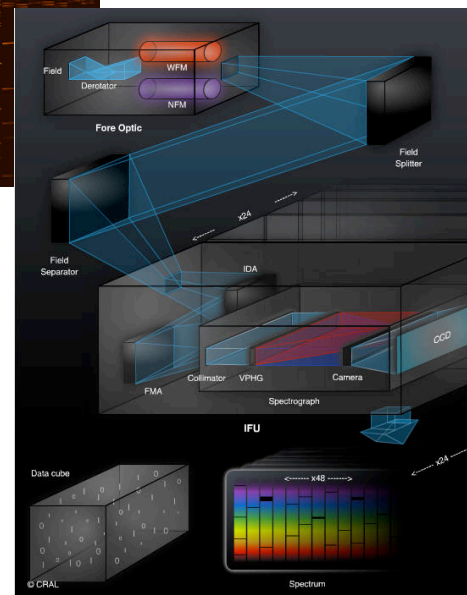 Field
Derotator
WFM
NFM
Fore Optic
Field
Splitter
<------- x24 ------->
Field
Separator
IDA
FMA
Collimator
VPHG
Camera
CCD
Spectrograph
IFU
<------- x24
Data cube
<------- x48 ------->
Spectrum
© CRAL